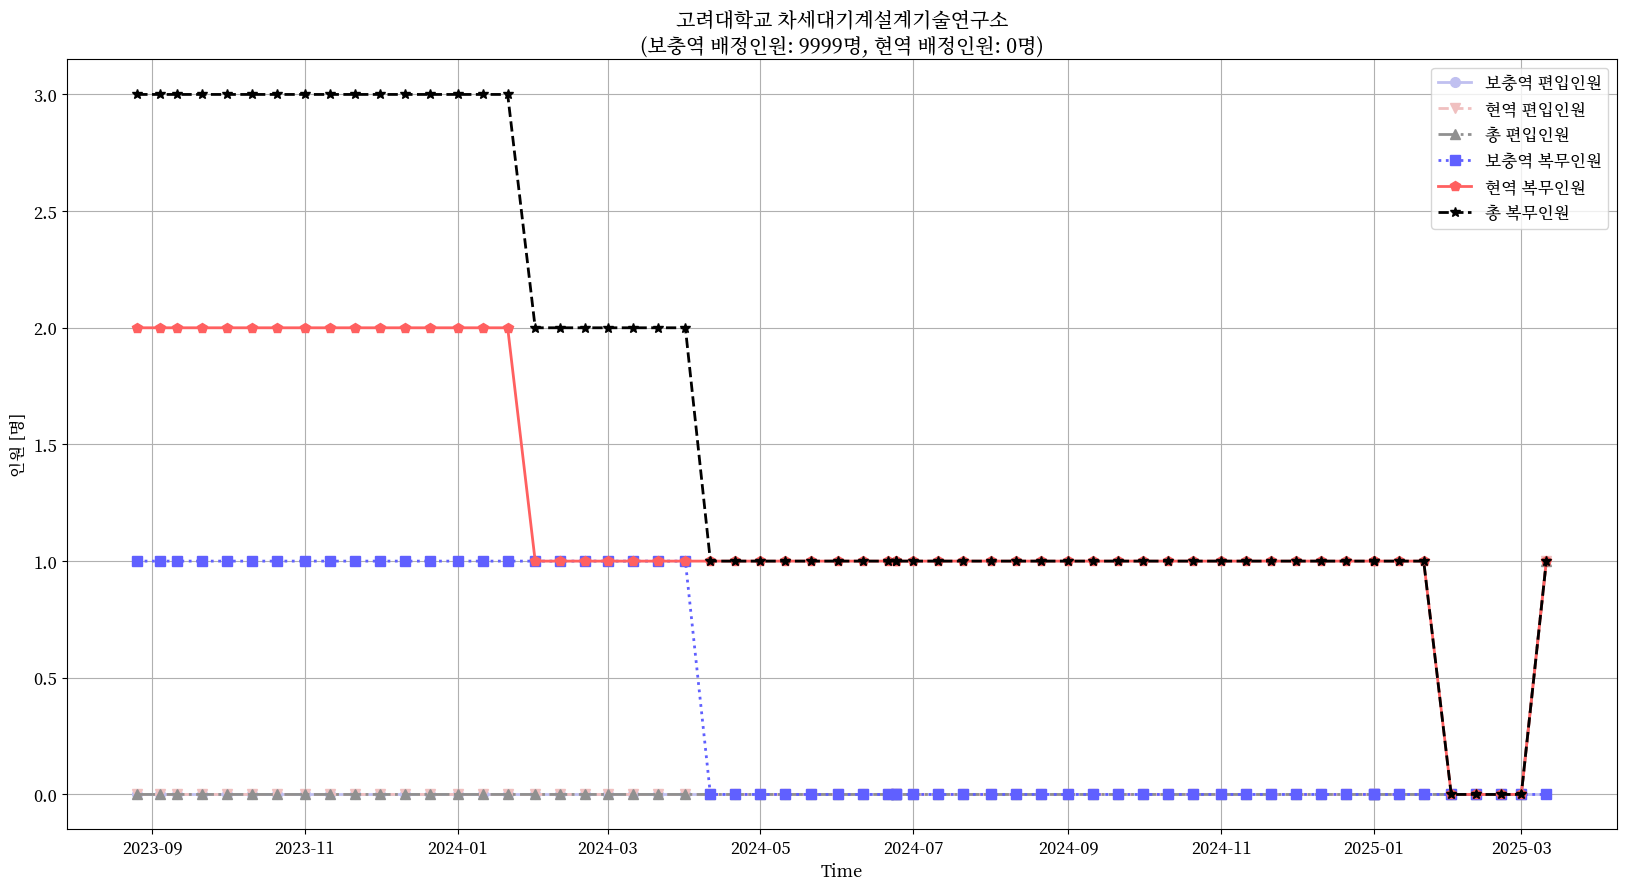 고려대학교 차세대기계설계기술연구소
(보충역 배정인원: 9999명, 현역 배정인원: 0명)
보충역 편입인원
현역 편입인원
총 편입인원
보충역 복무인원
현역 복무인원
총 복무인원
인원 [명]
3.0
2.5
2.0
1.5
1.0
0.5
0.0
2023-09 2023-11 2024-01 2024-03 2024-05 2024-07 2024-09 2024-11 2025-01 2025-03
Time